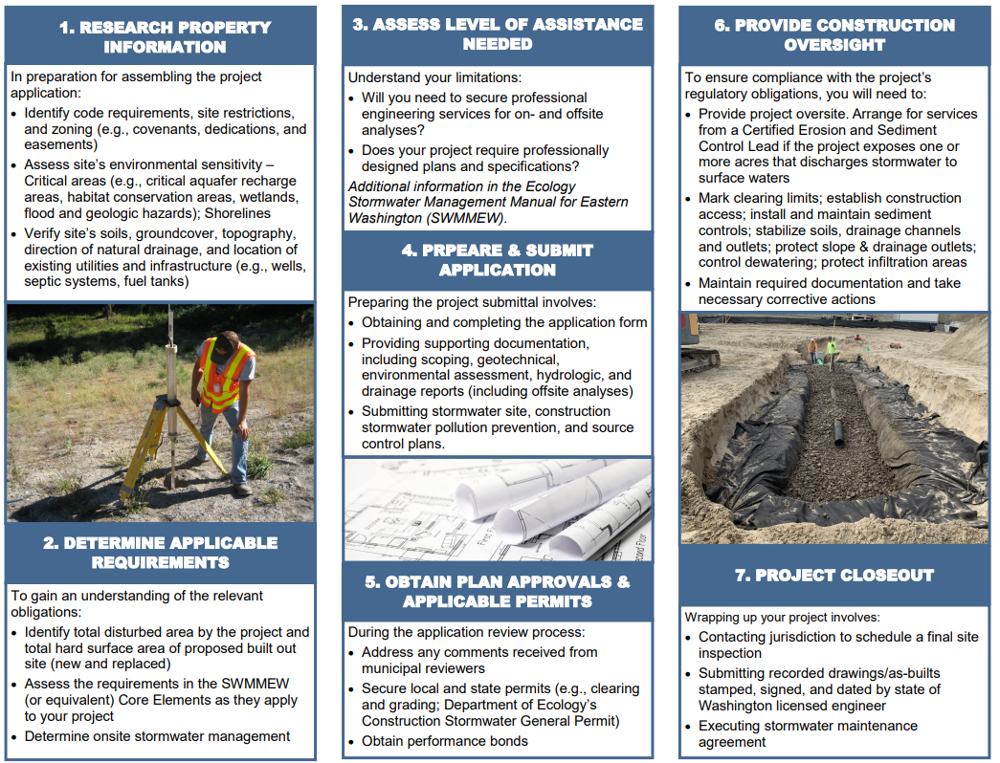 1. RESEARCH PROPERTY
INFORMATION
In preparation for assembling the project
application:
• Identify code requirements, site restrictions,
and zoning (e.g., covenants, dedications, and
easements)
• Assess site's environmental sensitivity –
Critical areas (e.g., critical aquafer recharge
areas, habitat conservation areas, wetlands,
flood and geologic hazards); Shorelines
• Verify site's soils, groundcover, topography,
direction of natural drainage, and location of
existing utilities and infrastructure (e.g., wells,
septic systems, fuel tanks)
2. DETERMINE APPLICABLE
REQUIREMENTS
To gain an understanding of the relevant
obligations:
• Identify total disturbed area by the project and
total hard surface area of proposed built out
site (new and replaced)
• Assess the requirements in the SWMMEW
(or equivalent) Core Elements as they apply
to your project
• Determine onsite stormwater management
3. ASSESS LEVEL OF ASSISTANCE
NEEDED
Understand your limitations:
• Will you need to secure professional
engineering services for on- and offsite
analyses?
• Does your project require professionally
designed plans and specifications?
Additional information in the Ecology
Stormwater Management Manual for Eastern
Washington (SWMMEW).
4. PRPEARE & SUBMIT
APPLICATION
Preparing the project submittal involves:
• Obtaining and completing the application form
• Providing supporting documentation,
including scoping, geotechnical,
environmental assessment, hydrologic, and
drainage reports (including offsite analyses)
• Submitting stormwater site, construction
stormwater pollution prevention, and source
control plans.
First F
cond Floor
5. OBTAIN PLAN APPROVALS &
APPLICABLE PERMITS
During the application review process:
• Address any comments received from
municipal reviewers
• Secure local and state permits (e.g., clearing
and grading; Department of Ecology's
Construction Stormwater General Permit)
• Obtain performance bonds
6. PROVIDE CONSTRUCTION
OVERSIGHT
To ensure compliance with the project's
regulatory obligations, you will need to:
• Provide project oversite. Arrange for services
from a Certified Erosion and Sediment
Control Lead if the project exposes one or
more acres that discharges stormwater to
surface waters
• Mark clearing limits; establish construction
access; install and maintain sediment
controls; stabilize soils, drainage channels
and outlets; protect slope & drainage outlets;
control dewatering; protect infiltration areas
• Maintain required documentation and take
necessary corrective actions
7. PROJECT CLOSEOUT
Wrapping up your project involves:
• Contacting jurisdiction to schedule a final site
inspection
• Submitting recorded drawings/as-builts
stamped, signed, and dated by state of
Washington licensed engineer
• Executing stormwater maintenance
agreement